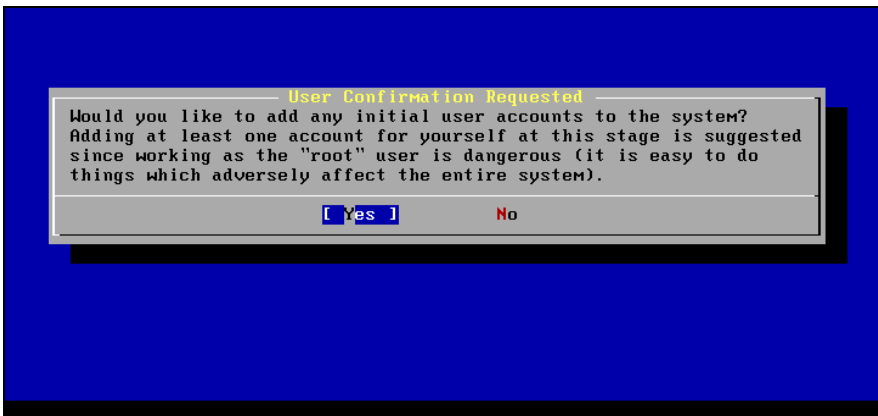 User Confirmation Requested
Would you like to add any initial user accounts to the system?
Adding at least one account for yourself at this stage is suggested
since working as the "root" user is dangerous (it is easy to do
things which adversely affect the entire system).
[ Yes ] No